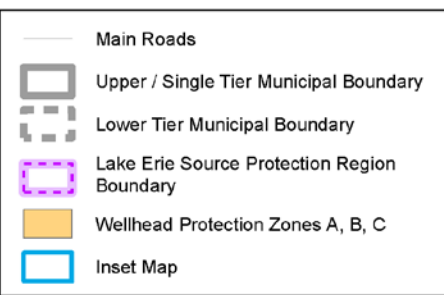 Main Roads
Upper / Single Tier Municipal Boundary
Lower Tier Municipal Boundary
Lake Erie Source Protection Region
Boundary
Wellhead Protection Zones A, B, C
Inset Map